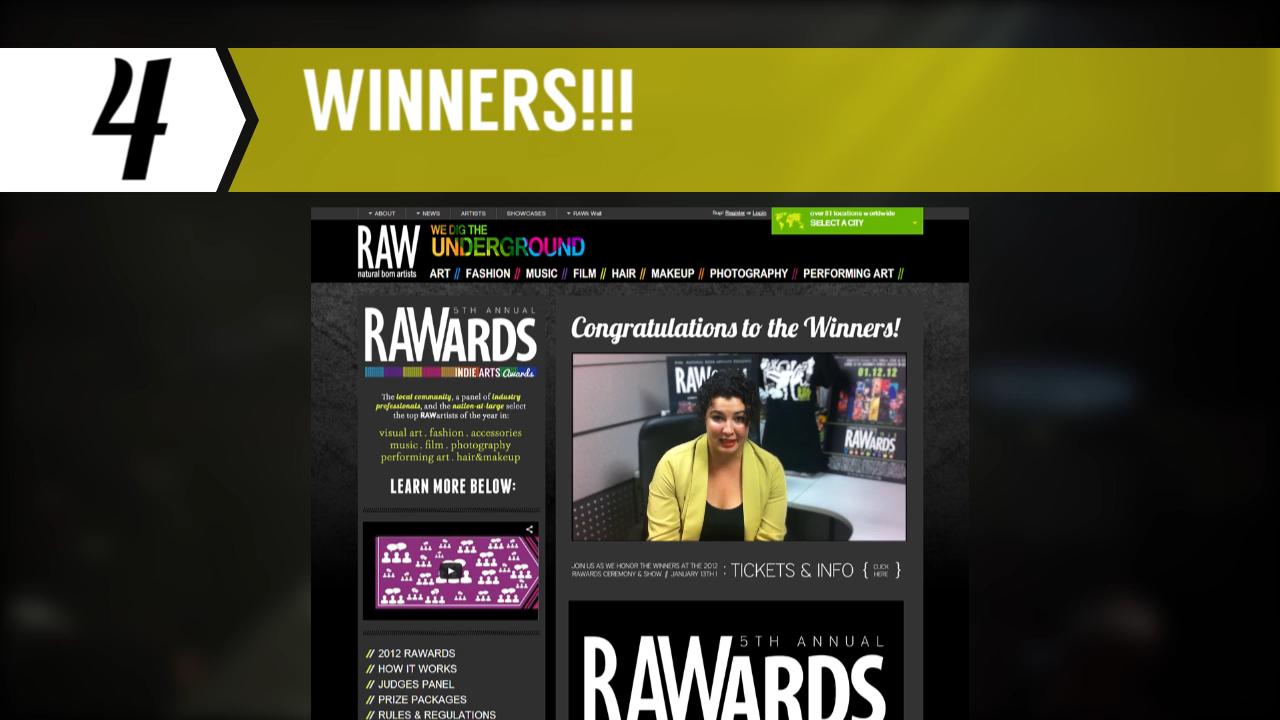 4
WINNERS!!!
ABOUT NEWS ARTISTS SHOWCASES RAWk Wall
Sup! Register or Login
over 81 locations worldwide
SELECT A CITY
RAW
natural born artists
WE DIG THE
UNDERGROUND
ART // FASHION // MUSIC // FILM // HAIR // MAKEUP // PHOTOGRAPHY // PERFORMING ART //
5TH ANNUAL
RAWARDS
INDIE ARTS Awards
The local community, a panel of industry
professionals, and the nation-at-large select
the top RAWartists of the year in:
visual art . fashion . accessories
music . film . photography
performing art . hair&makeup
LEARN MORE BELOW:
// 2012 RAWARDS
// HOW IT WORKS
// JUDGES PANEL
// PRIZE PACKAGES
// RULES & REGULATIONS
Congratulations to the Winners!
01.12.12
RAWARDS
JOIN US AS WE HONOR THE WINNERS AT THE 2012
RAWARDS CEREMONY & SHOW // JANUARY 13TH! : TICKETS & INFO { CLICK HERE }
5TH ANNUAL
RAWARDS